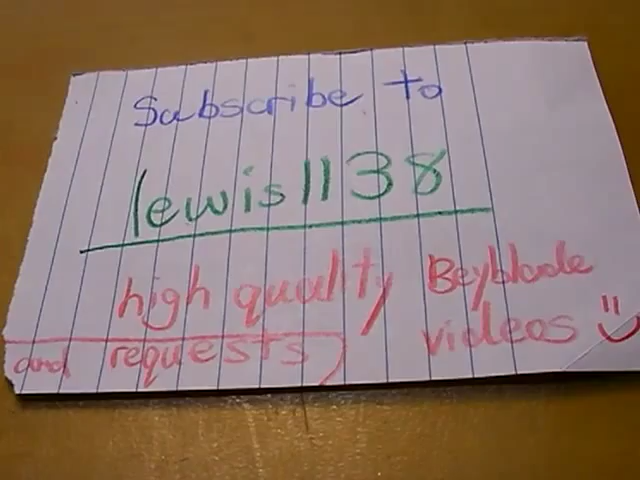 Subscribe to
lewis1138
high quality Beyblade
and requests videos